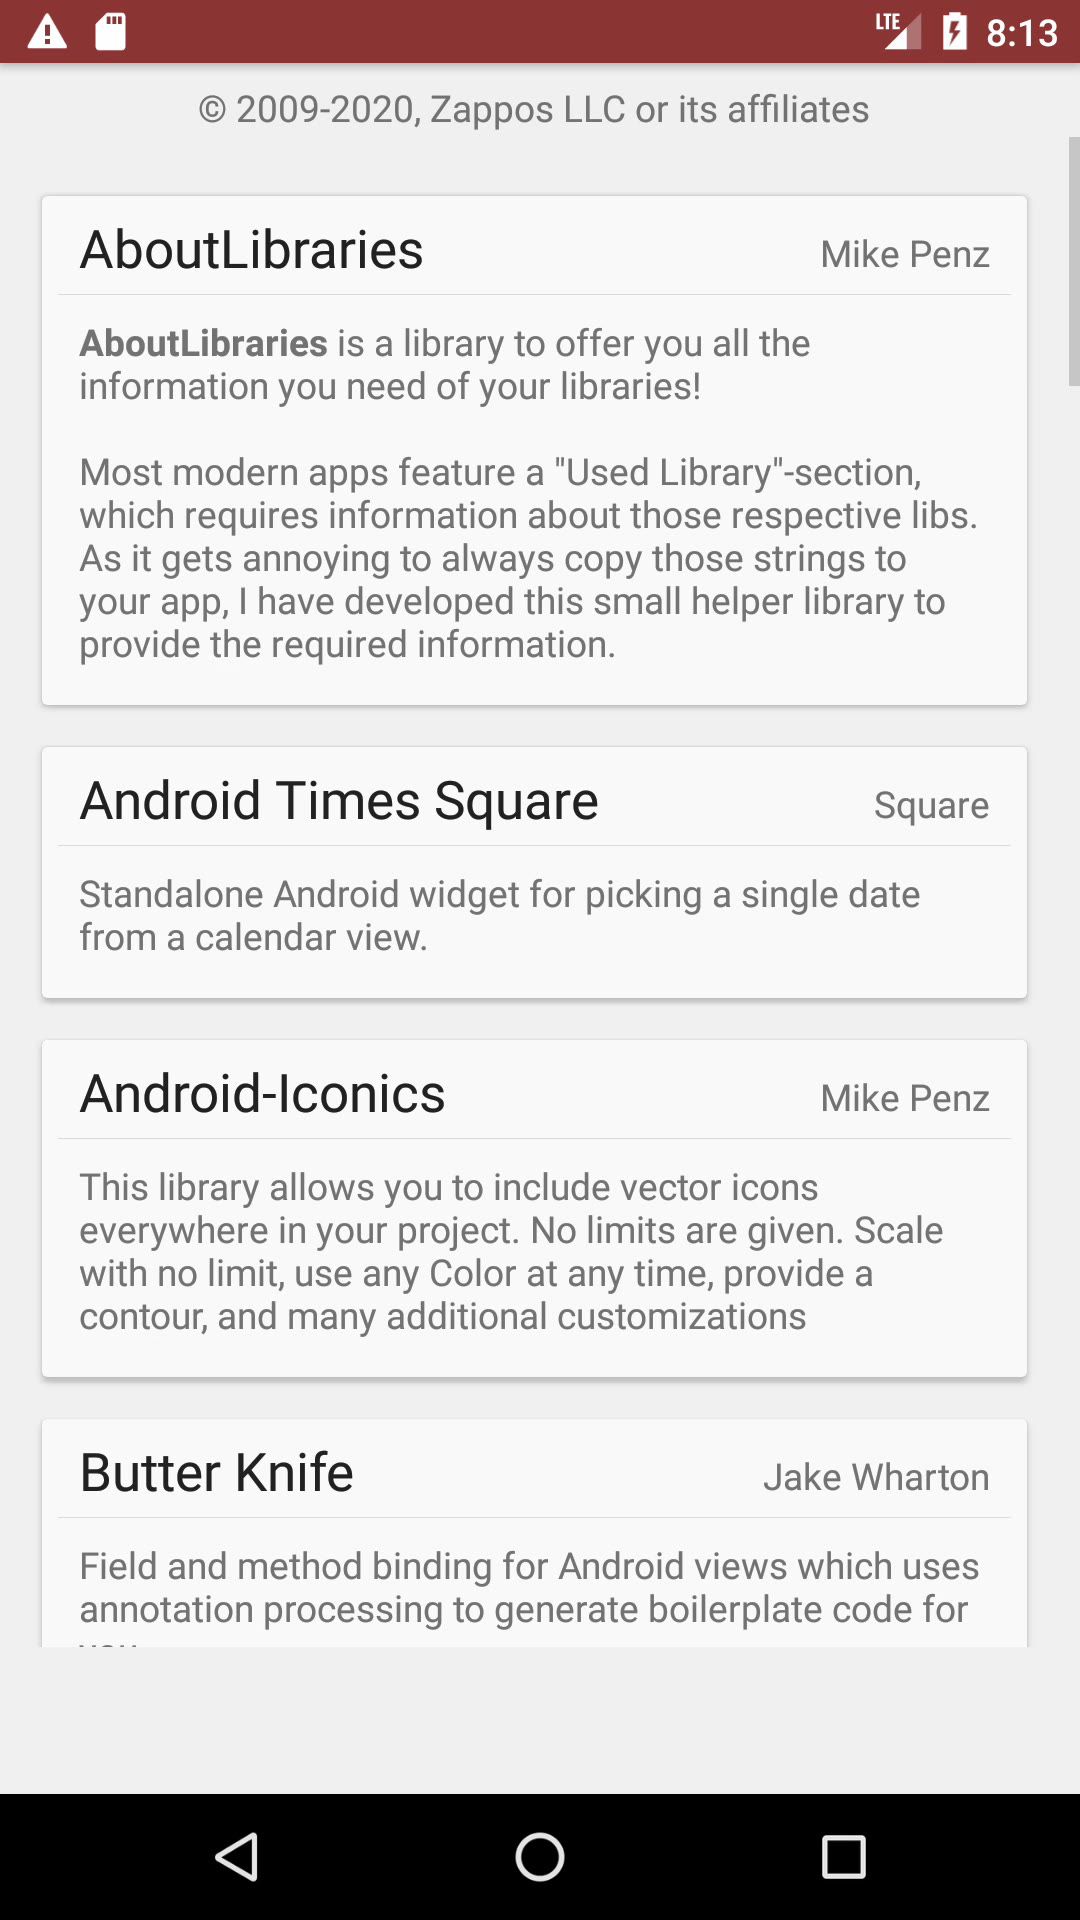 LTE 8:13
© 2009-2020, Zappos LLC or its affiliates
AboutLibraries Mike Penz
AboutLibraries is a library to offer you all the
information you need of your libraries!
Most modern apps feature a "Used Library"-section,
which requires information about those respective libs.
As it gets annoying to always copy those strings to
your app, I have developed this small helper library to
provide the required information.
Android Times Square Square
Standalone Android widget for picking a single date
from a calendar view.
Android-Iconics Mike Penz
This library allows you to include vector icons
everywhere in your project. No limits are given. Scale
with no limit, use any Color at any time, provide a
contour, and many additional customizations
Butter Knife Jake Wharton
Field and method binding for Android views which uses
annotation processing to generate boilerplate code for